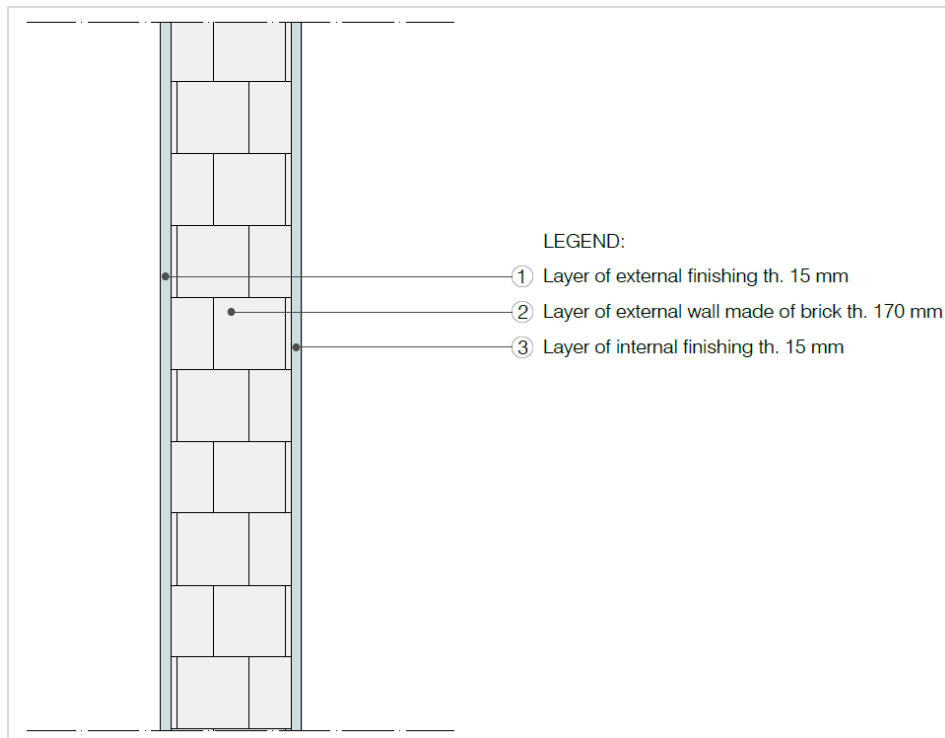 LEGEND:
1 Layer of external finishing th. 15 mm
2 Layer of external wall made of brick th. 170 mm
3 Layer of internal finishing th. 15 mm